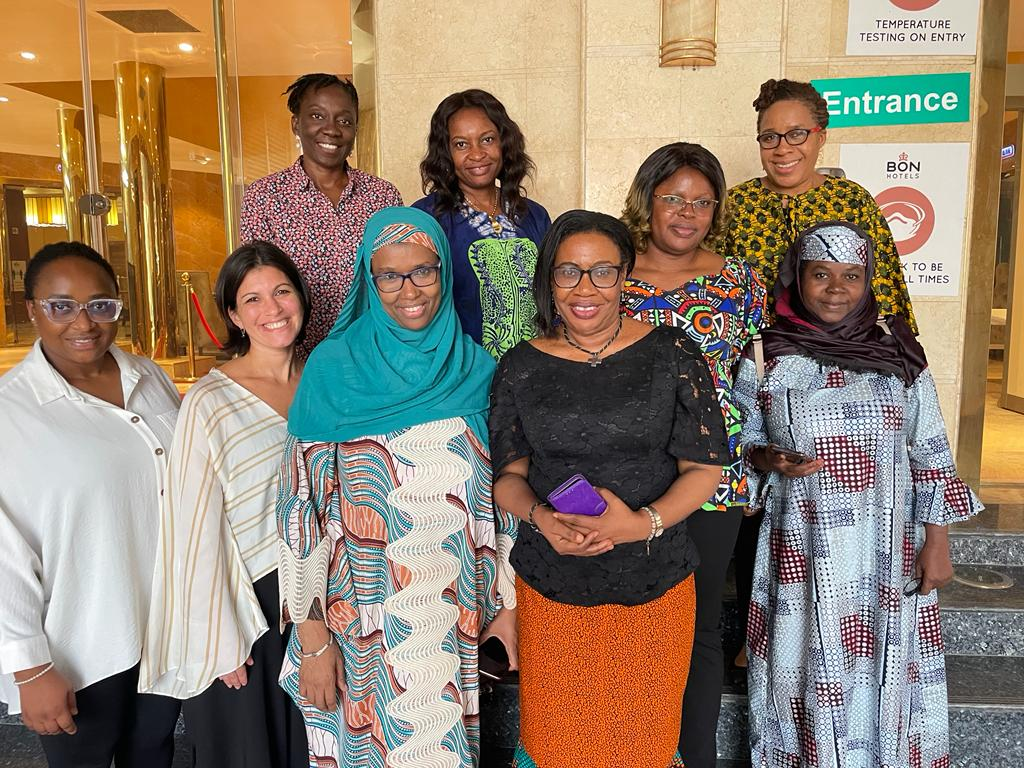 TEMPERATURE
TESTING ON ENTRY
Entrance
BON
HOTELS
TO BE
TIMES